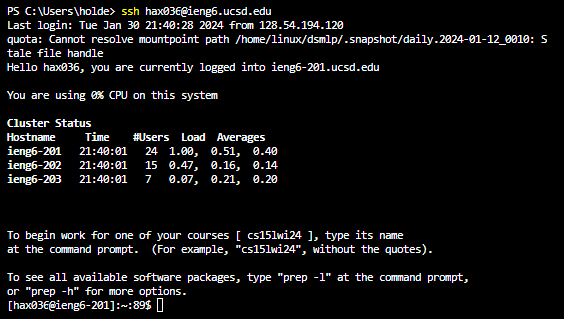 PS C:\Users\holde> ssh hax036@ieng6.ucsd.edu
Last login: Tue Jan 30 21:40:28 2024 from 128.54.194.120
quota: Cannot resolve mountpoint path /home/linux/dsmlp/.snapshot/daily.2024-01-12_0010: S
tale file handle
Hello hax036, you are currently logged into ieng6-201.ucsd.edu
You are using 0% CPU on this system
Cluster Status
Hostname Time #Users Load Averages
ieng6-201 21:40:01 24 1.00, 0.51, 0.40
ieng6-202 21:40:01 15 0.47, 0.16, 0.14
ieng6-203 21:40:01 7 0.07, 0.21, 0.20
To begin work for one of your courses [ cs15lwi24 ], type its name
at the command prompt. (For example, "cs15lwi24", without the quotes).
To see all available software packages, type "prep -l" at the command prompt,
or "prep -h" for more options.
[hax036@ieng6-201]:~:89$